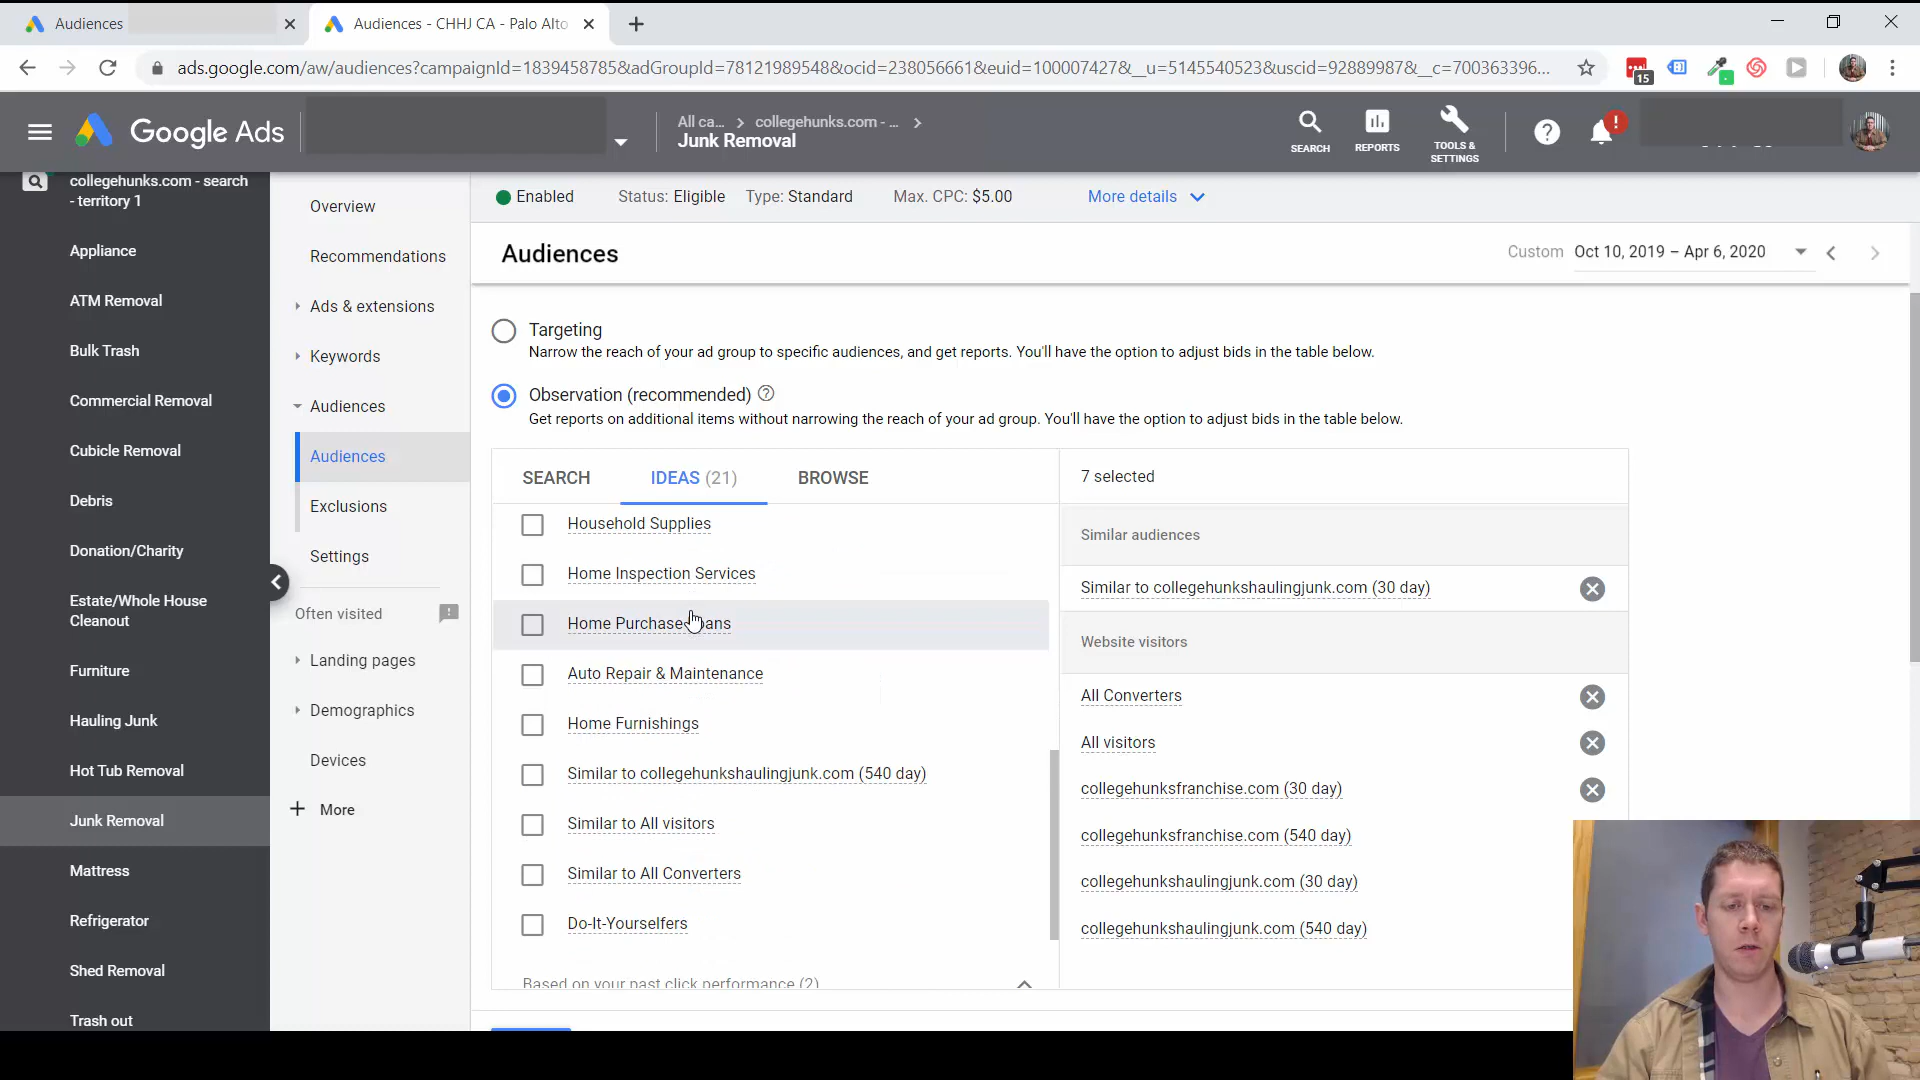 Audiences
Audiences - CHHJ CA - Palo Alto
ads.google.com/aw/audiences?campaignId=1839458785&adGroupId=78121989548&ocid=238056661&euid=100007427&__u=5145540523&uscid=92889987&__c=700363396...
15
Google Ads
All ca... > collegehunks.com - ... >
Junk Removal
SEARCH
REPORTS
TOOLS &
SETTINGS
collegehunks.com - search
- territory 1
Appliance
ATM Removal
Bulk Trash
Commercial Removal
Cubicle Removal
Debris
Donation/Charity
Estate/Whole House
Cleanout
Furniture
Hauling Junk
Hot Tub Removal
Junk Removal
Mattress
Refrigerator
Shed Removal
Trash out
Overview
Recommendations
Ads & extensions
Keywords
Audiences
Audiences
Exclusions
Settings
Often visited
Landing pages
Demographics
Devices
+ More
Enabled Status: Eligible Type: Standard Max. CPC: $5.00 More details
Audiences
Custom Oct 10, 2019 – Apr 6, 2020
Targeting
Narrow the reach of your ad group to specific audiences, and get reports. You'll have the option to adjust bids in the table below.
Observation (recommended)
Get reports on additional items without narrowing the reach of your ad group. You'll have the option to adjust bids in the table below.
SEARCH IDEAS (21) BROWSE
Household Supplies
Home Inspection Services
Home Purchase
Auto Repair & Maintenance
Home Furnishings
Similar to collegehunkshaulingjunk.com (540 day)
Similar to All visitors
Similar to All Converters
Do-It-Yourselfers
Based on your past click performance (2)
7 selected
Similar audiences
Similar to collegehunkshaulingjunk.com (30 day)
Website visitors
All Converters
All visitors
collegehunksfranchise.com (30 day)
collegehunksfranchise.com (540 day)
collegehunkshaulingjunk.com (30 day)
collegehunkshaulingjunk.com (540 day)